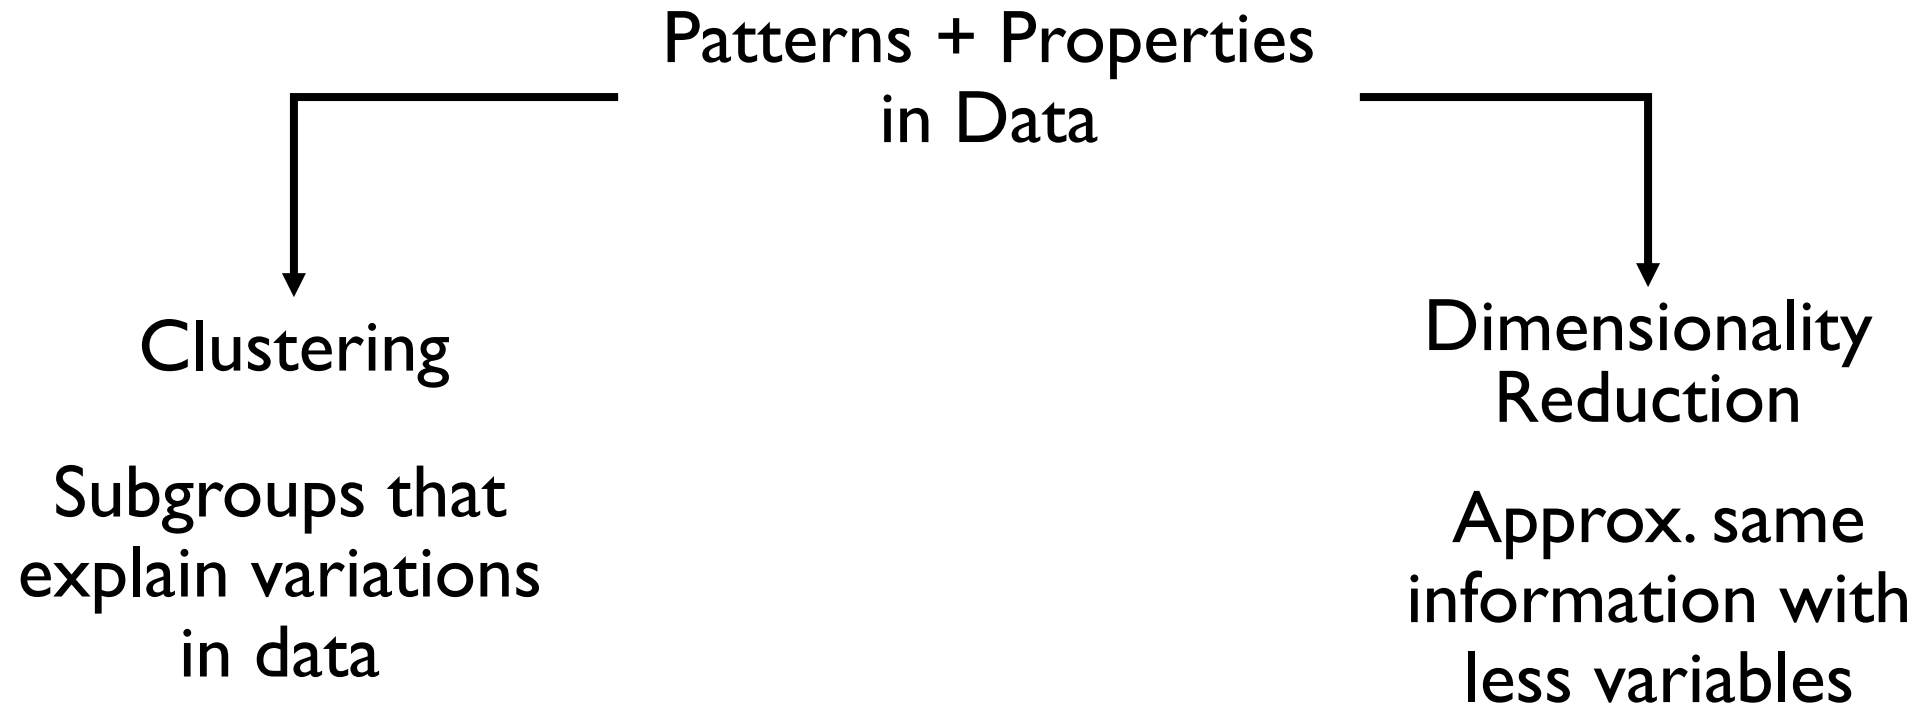 Patterns + Properties
in Data
Clustering
Subgroups that
explain variations
in data
Dimensionality
Reduction
Approx. same
information with
less variables